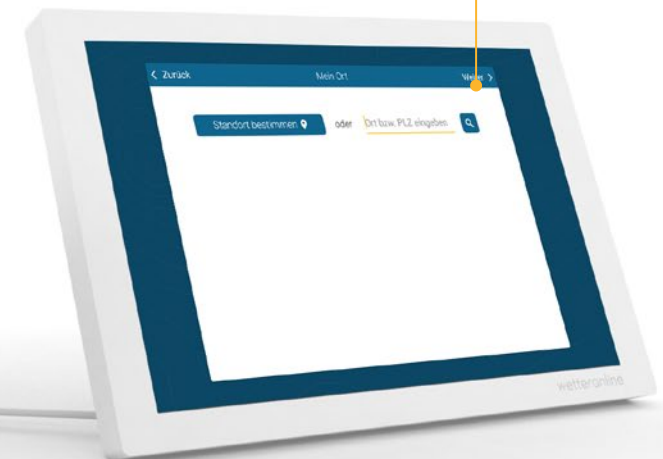 Zurück Mein Ort Weiter
Standort bestimmen oder Ort bzw. PLZ eingeben
wetteronline